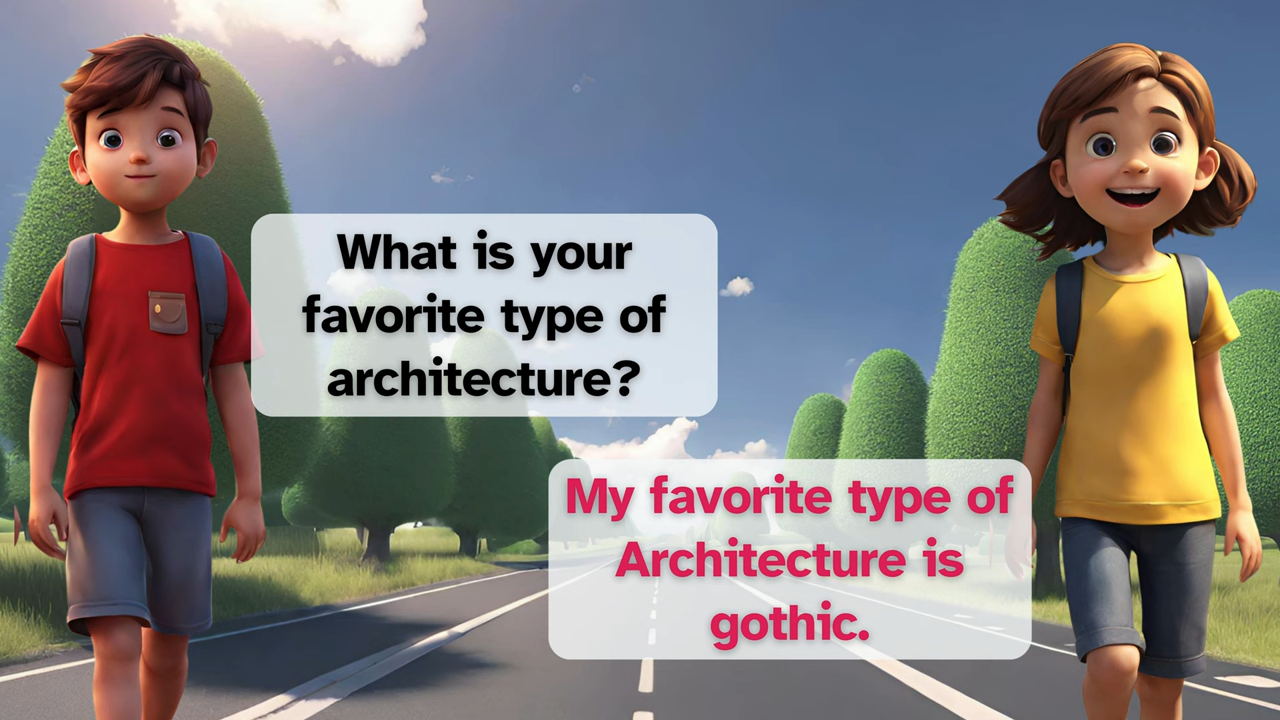 What is your
favorite type of
architecture?
My favorite type of
Architecture is
gothic.